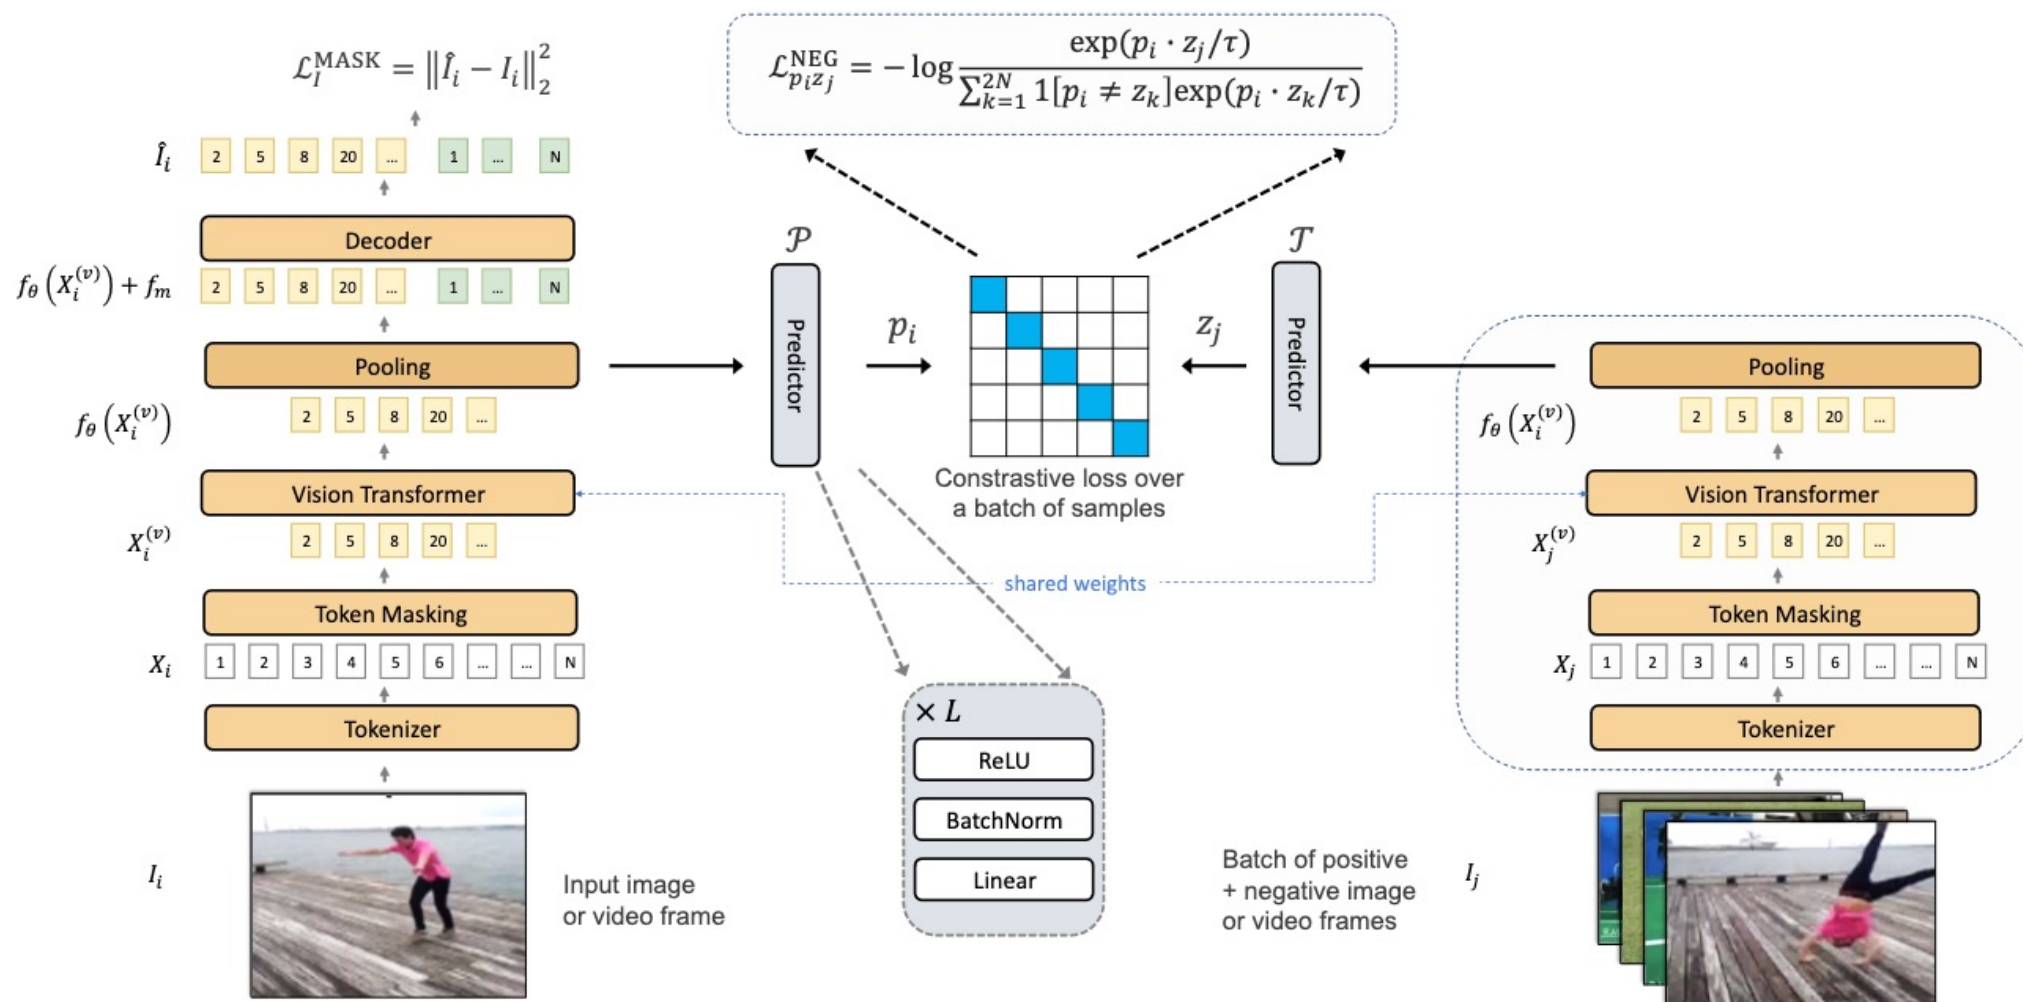 ℒ_I^MASK = ‖Î_i − I_i‖_2^2
Î_i 2 5 8 20 ... 1 ... N
Decoder
f_θ(X_i^(v)) + f_m 2 5 8 20 ... 1 ... N
Pooling
f_θ(X_i^(v)) 2 5 8 20 ...
Vision Transformer
X_i^(v) 2 5 8 20 ...
Token Masking
X_i 1 2 3 4 5 6 ... ... N
Tokenizer
I_i
Input image
or video frame
ℒ_{p_i z_j}^NEG = − log exp(p_i · z_j/τ) / ∑_{k=1}^{2N} 1[p_i ≠ z_k]exp(p_i · z_k/τ)
𝒫
Predictor
p_i
z_j
𝒯
Predictor
Constrastive loss over
a batch of samples
shared weights
× L
ReLU
BatchNorm
Linear
Pooling
f_θ(X_i^(v)) 2 5 8 20 ...
Vision Transformer
X_j^(v) 2 5 8 20 ...
Token Masking
X_j 1 2 3 4 5 6 ... ... N
Tokenizer
Batch of positive
+ negative image
or video frames
I_j